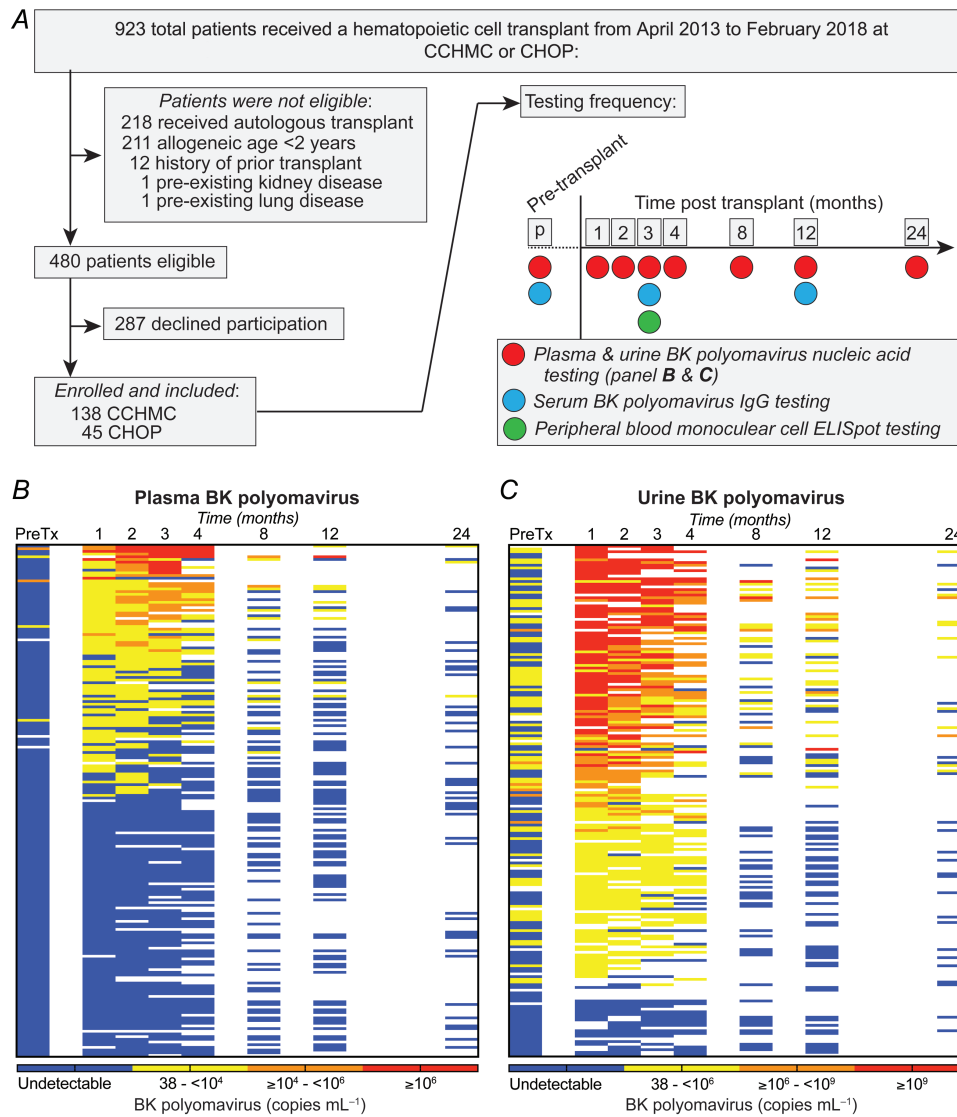 A
923 total patients received a hematopoietic cell transplant from April 2013 to February 2018 at
CCHMC or CHOP:
Patients were not eligible:
218 received autologous transplant
211 allogeneic age <2 years
12 history of prior transplant
1 pre-existing kidney disease
1 pre-existing lung disease
480 patients eligible
287 declined participation
Enrolled and included:
138 CCHMC
45 CHOP
Testing frequency:
Pre-transplant
Time post transplant (months)
p 1 2 3 4 8 12 24
Plasma & urine BK polyomavirus nucleic acid
testing (panel B & C)
Serum BK polyomavirus IgG testing
Peripheral blood monoculear cell ELISpot testing
B
Plasma BK polyomavirus
Time (months)
PreTx 1 2 3 4 8 12 24
Undetectable 38 - <10⁴ ≥10⁴ - <10⁶ ≥10⁶
BK polyomavirus (copies mL⁻¹)
C
Urine BK polyomavirus
Time (months)
PreTx 1 2 3 4 8 12 24
Undetectable 38 - <10⁶ ≥10⁶ - <10⁹ ≥10⁹
BK polyomavirus (copies mL⁻¹)